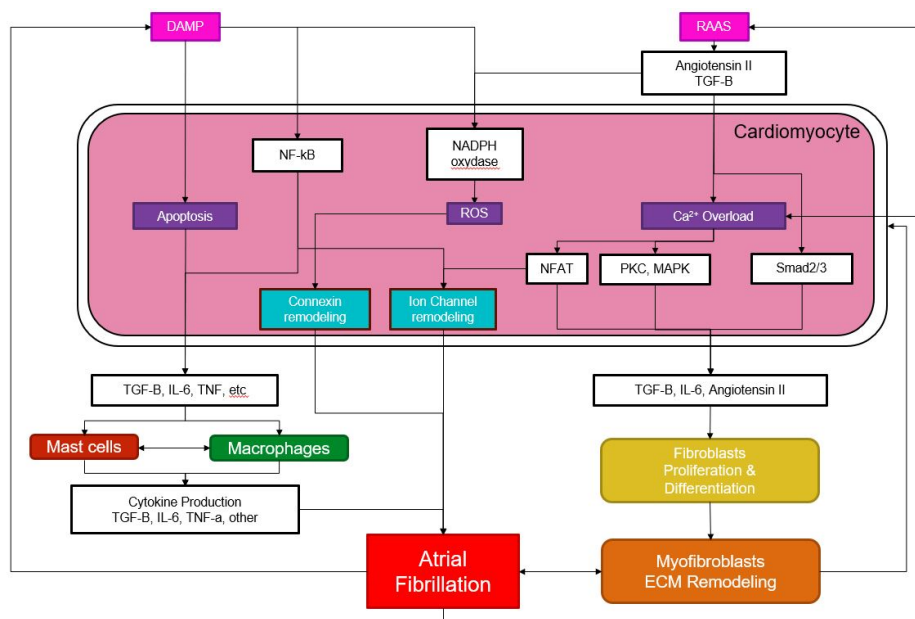 DAMP
RAAS
Angiotensin II
TGF-B
Cardiomyocyte
NF-kB
NADPH
oxydase
Apoptosis
ROS
Ca²⁺ Overload
NFAT
PKC, MAPK
Smad2/3
Connexin
remodeling
Ion Channel
remodeling
TGF-B, IL-6, TNF, etc
TGF-B, IL-6, Angiotensin II
Mast cells
Macrophages
Fibroblasts
Proliferation &
Differentiation
Cytokine Production
TGF-B, IL-6, TNF-a, other
Atrial
Fibrillation
Myofibroblasts
ECM Remodeling